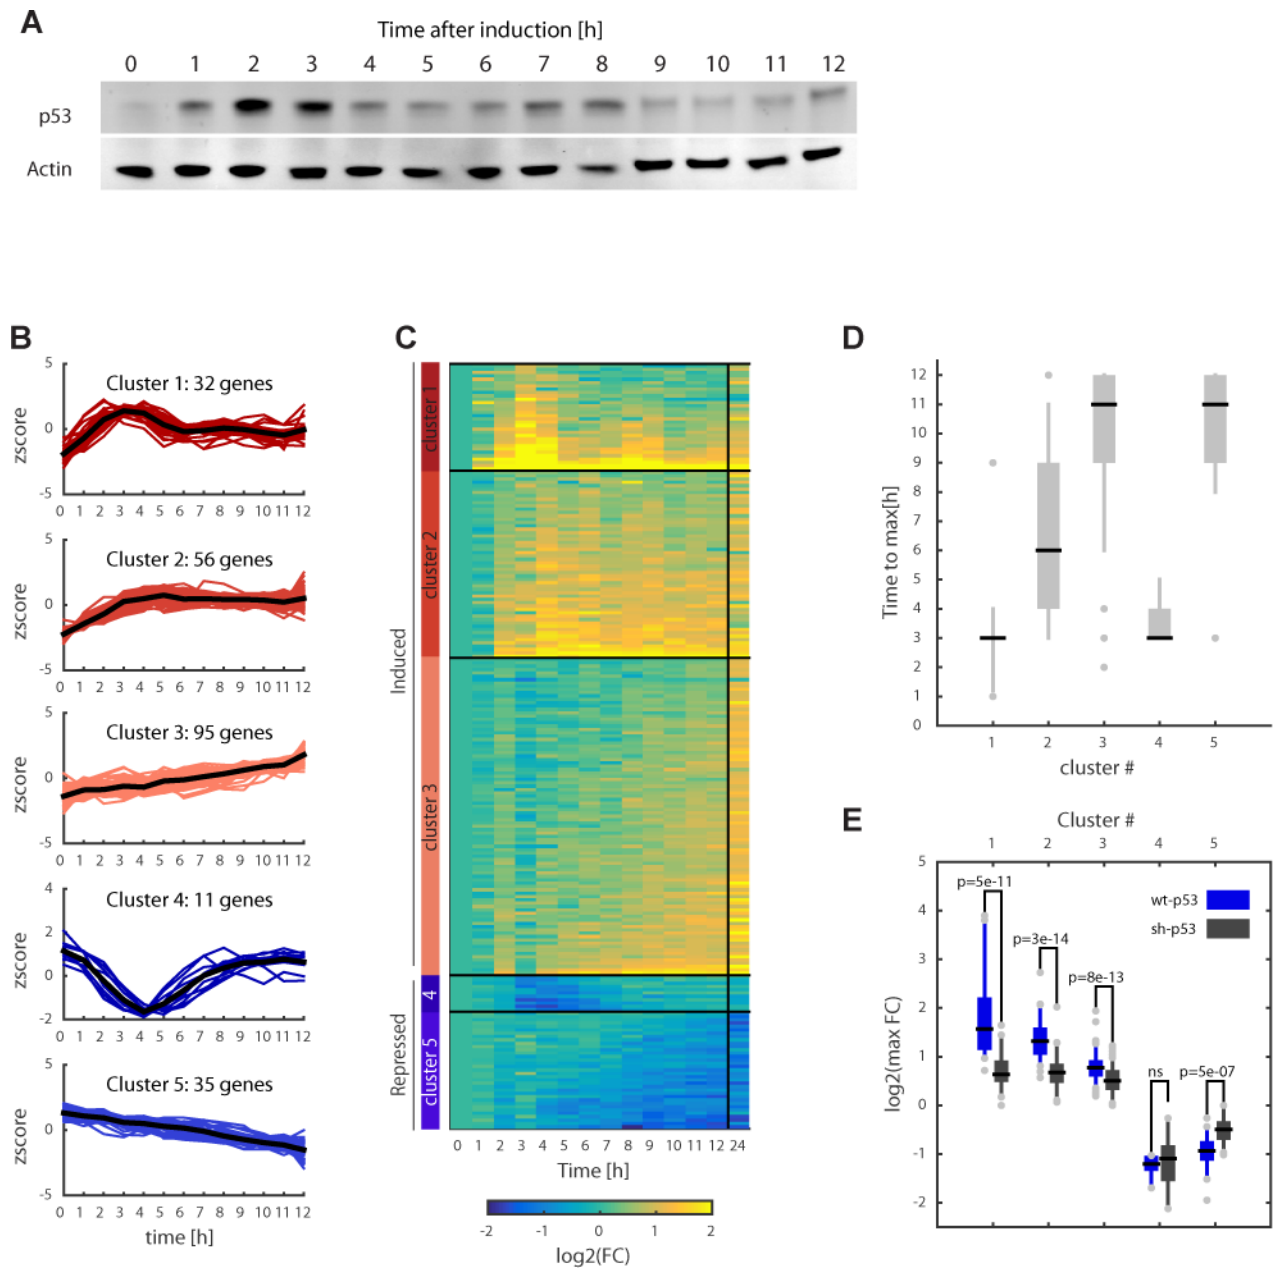 A
Time after induction [h]
0 1 2 3 4 5 6 7 8 9 10 11 12
p53
Actin
B
5
Cluster 1: 32 genes
zscore
0
-5
0 1 2 3 4 5 6 7 8 9 10 11 12
5
Cluster 2: 56 genes
zscore
0
-5
0 1 2 3 4 5 6 7 8 9 10 11 12
5
Cluster 3: 95 genes
zscore
0
-5
0 1 2 3 4 5 6 7 8 9 10 11 12
4
Cluster 4: 11 genes
2
zscore
0
-2
0 1 2 3 4 5 6 7 8 9 10 11 12
5
Cluster 5: 35 genes
zscore
0
-5
0 1 2 3 4 5 6 7 8 9 10 11 12
time [h]
C
Induced
Repressed
cluster 1
cluster 2
cluster 3
4
cluster 5
0 1 2 3 4 5 6 7 8 9 10 11 12 24
Time [h]
-2 -1 0 1 2
log2(FC)
D
Time to max[h]
12
11
10
9
8
7
6
5
4
3
2
1
0
1 2 3 4 5
cluster #
E
Cluster #
1 2 3 4 5
log2(max FC)
5
4
3
2
1
0
-1
-2
p=5e-11
p=3e-14
p=8e-13
ns
p=5e-07
wt-p53
sh-p53